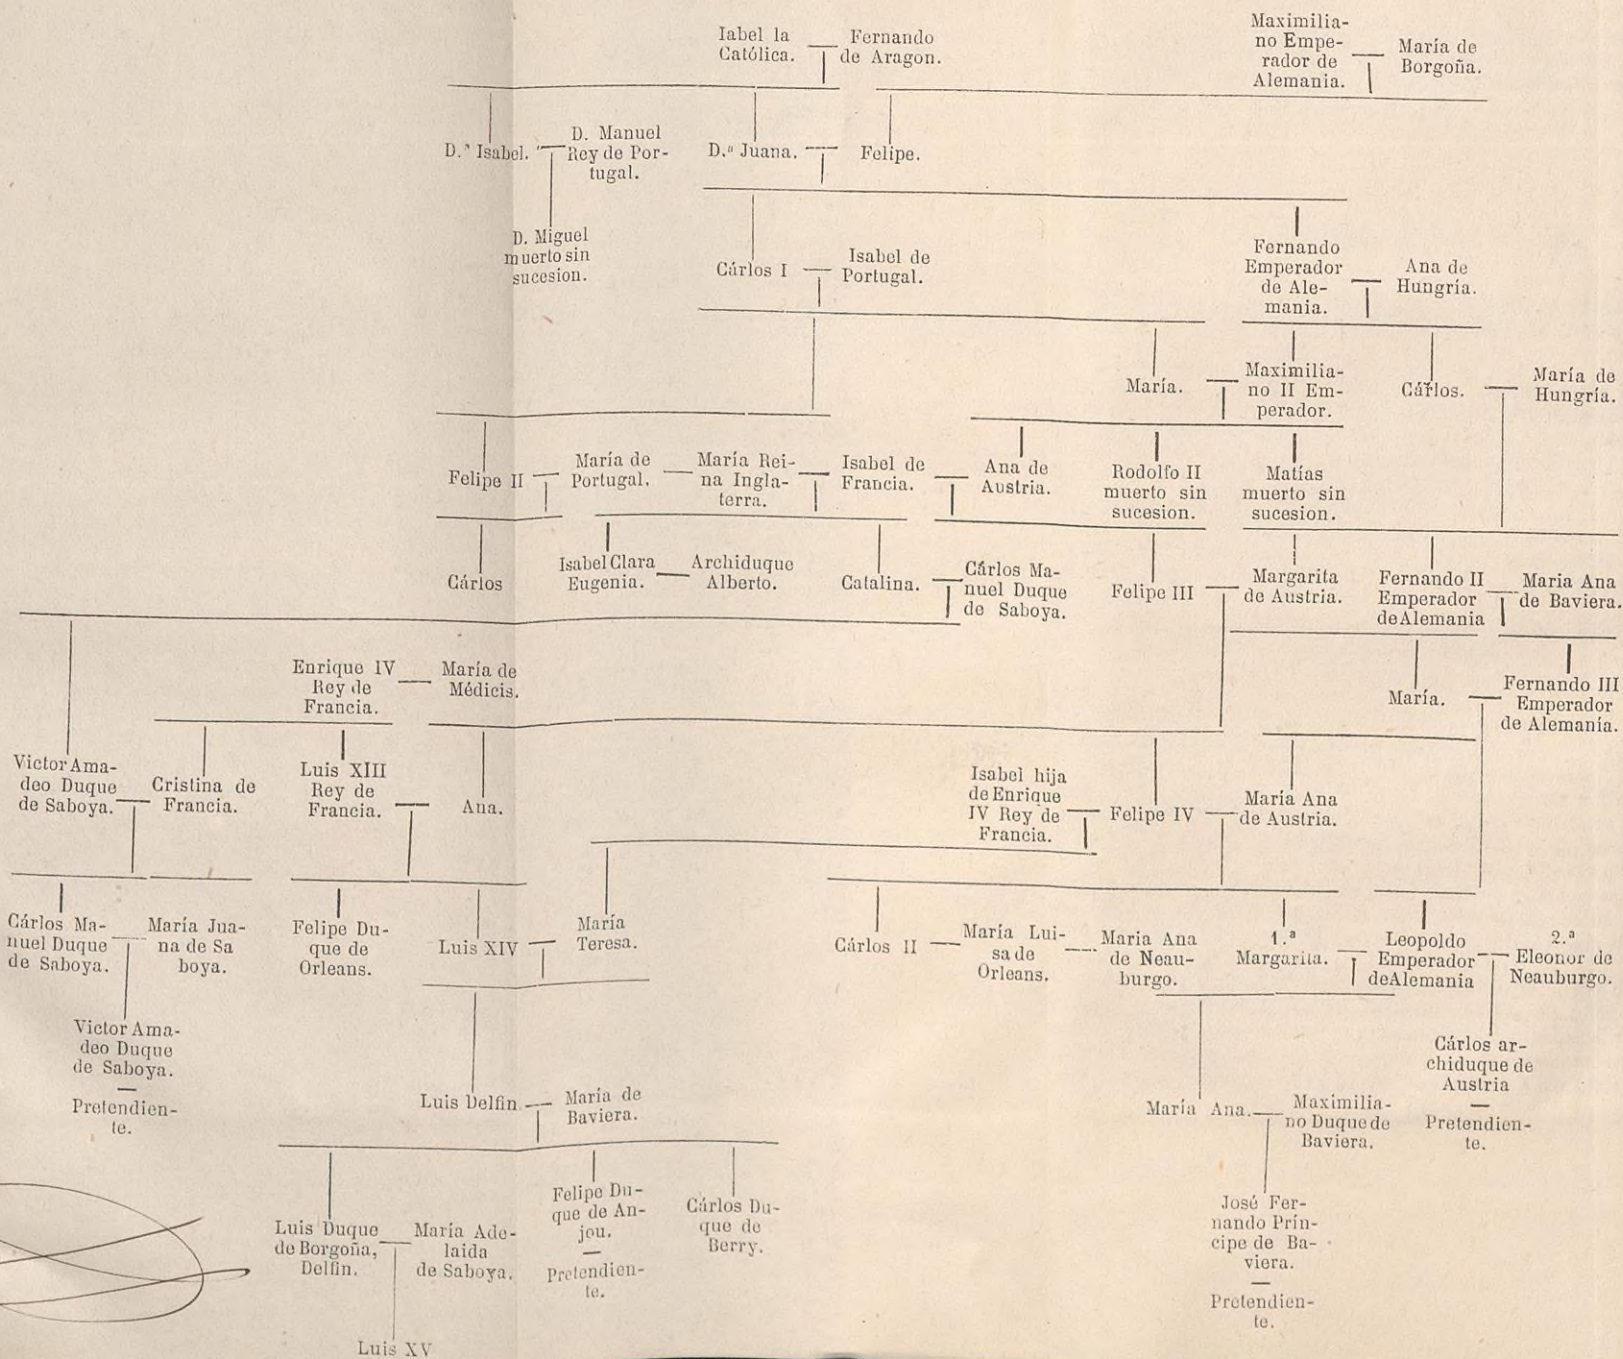 Iabel la
Católica.
Fernando
de Aragon.
Maximilia-
no Empe-
rador de
Alemania.
María de
Borgoña.
D.ª Isabel.
D. Manuel
Rey de Por-
tugal.
D.ª Juana.
Felipe.
D. Miguel
muerto sin
sucesion.
Cárlos I
Isabel de
Portugal.
Fernando
Emperador
de Ale-
mania.
Ana de
Hungría.
María.
Maximilia-
no II Em-
perador.
Cárlos.
María de
Hungría.
Felipe II
María de
Portugal.
María Rei-
na Ingla-
terra.
Isabel de
Francia.
Ana de
Austria.
Rodolfo II
muerto sin
sucesion.
Matías
muerto sin
sucesion.
Cárlos
Isabel Clara
Eugenia.
Archiduque
Alberto.
Catalina.
Cárlos Ma-
nuel Duque
de Saboya.
Felipe III
Margarita
de Austria.
Fernando II
Emperador
de Alemania
Maria Ana
de Baviera.
Enrique IV
Rey de
Francia.
María de
Médicis.
María.
Fernando III
Emperador
de Alemania.
Victor Ama-
deo Duque
de Saboya.
Cristina de
Francia.
Luis XIII
Rey de
Francia.
Ana.
Isabel hija
de Enrique
IV Rey de
Francia.
Felipe IV
María Ana
de Austria.
Cárlos Ma-
nuel Duque
de Saboya.
María Jua-
na de Sa
boya.
Felipe Du-
que de
Orleans.
Luis XIV
María
Teresa.
Cárlos II
María Lui-
sa de
Orleans.
Maria Ana
de Neau-
burgo.
1.ª
Margarita.
Leopoldo
Emperador
de Alemania
2.ª
Eleonor de
Neauburgo.
Victor Ama-
deo Duque
de Saboya.
—
Pretendien-
te.
Luis Delfin.
María de
Baviera.
María Ana.
Maximilia-
no Duque de
Baviera.
Cárlos ar-
chiduque de
Austria
—
Pretendien-
te.
Luis Duque
de Borgoña,
Delfin.
María Ade-
laida
de Saboya.
Felipe Du-
que de An-
jou.
—
Pretendien-
te.
Cárlos Du-
que de
Berry.
José Fer-
nando Prín-
cipe de Ba-
viera.
—
Pretendien-
te.
Luis XV